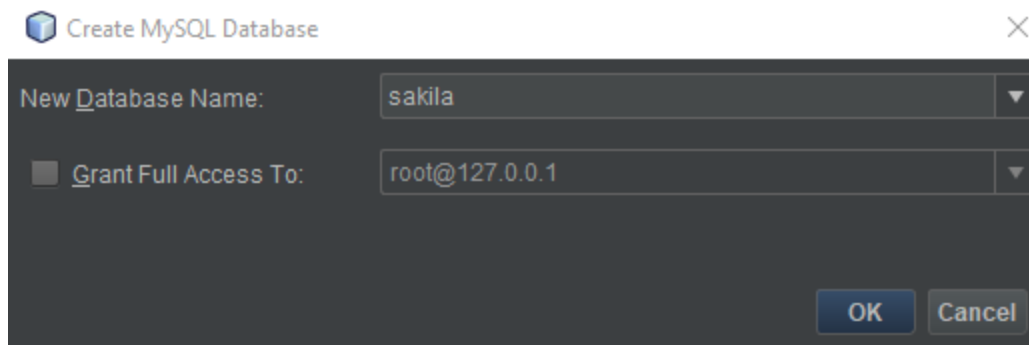 Create MySQL Database
New Database Name: sakila
Grant Full Access To: root@127.0.0.1
OK Cancel